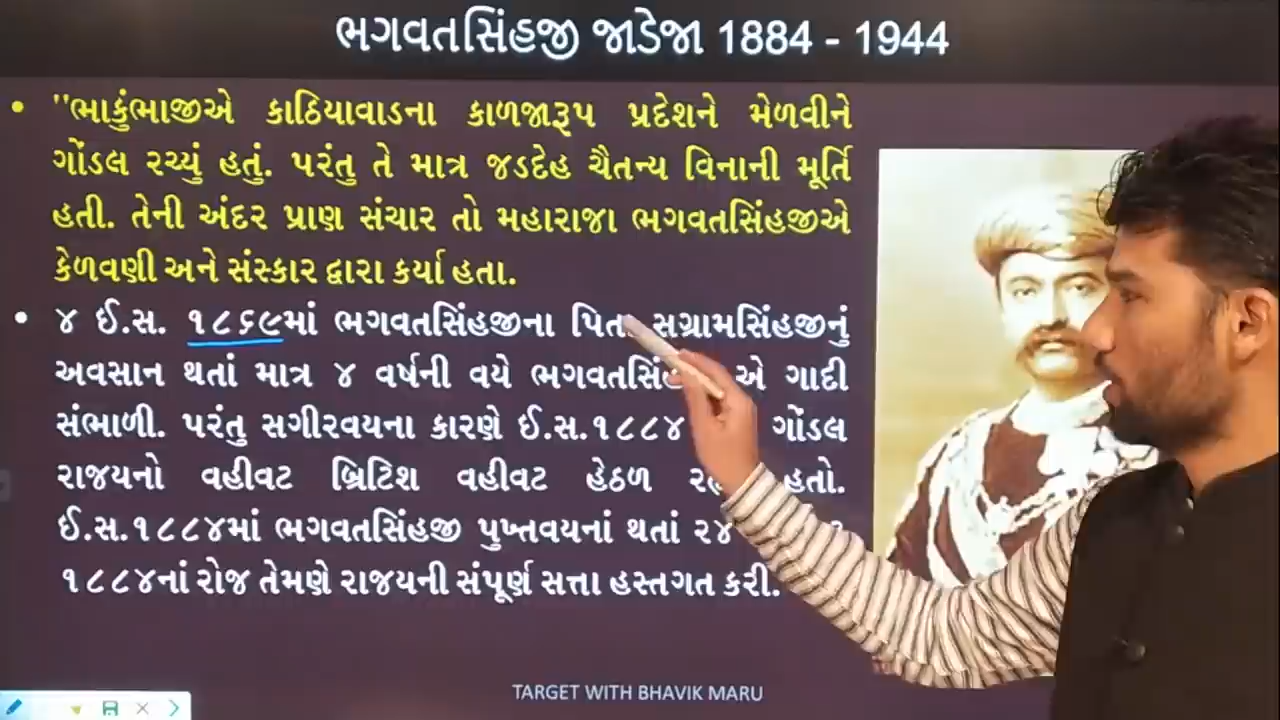 ભગવતસિંહજી જાડેજા 1884 - 1944
• "ભાકુંભાજીએ કાઠિયાવાડના કાળજારૂપ પ્રદેશને મેળવીને
ગોંડલ રચ્યું હતું. પરંતુ તે માત્ર જડદેહ ચૈતન્ય વિનાની મૂર્તિ
હતી. તેની અંદર પ્રાણ સંચાર તો મહારાજા ભગવતસિંહજીએ
કેળવણી અને સંસ્કાર દ્વારા કર્યા હતા.
• ૪ ઈ.સ. ૧૮૬૯માં ભગવતસિંહજીના સગ્રામસિંહજીનું
અવસાન થતાં માત્ર ૪ વર્ષની વયે એ ગાદી
સંભાળી. પરંતુ સગીરવયના કારણે ઈ.સ.૧૮૮૪ ગોંડલ
રાજયનો વહીવટ બ્રિટિશ વહીવટ હેઠળ હતો.
ઈ.સ.૧૮૮૪માં ભગવતસિંહજી પુખ્તવયનાં થતાં ૨૪
૧૮૮૪નાં રોજ તેમણે રાજયની સંપૂર્ણ સત્તા હસ્તગત કરી.
TARGET WITH BHAVIK MARU